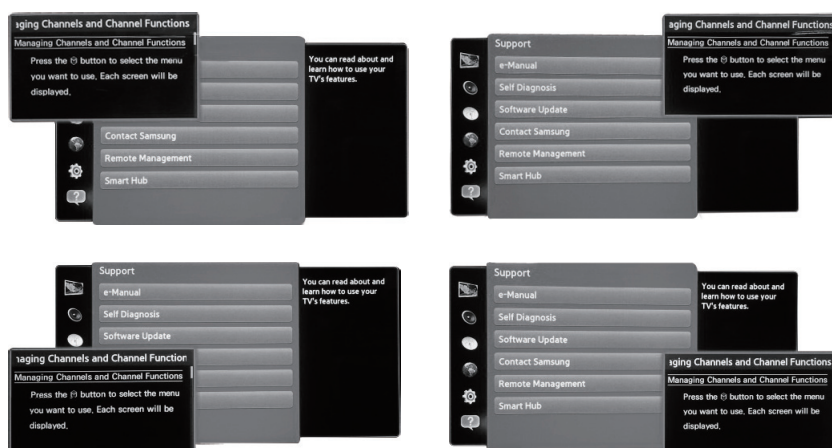 aging Channels and Channel Functions
Managing Channels and Channel Functions
Press the button to select the menu
you want to use. Each screen will be
displayed.
You can read about and
learn how to use your
TV's features.
Contact Samsung
Remote Management
Smart Hub
aging Channels and Channel Functions
Managing Channels and Channel Functions
Press the button to select the menu
you want to use. Each screen will be
displayed.
Support
e-Manual
Self Diagnosis
Software Update
Contact Samsung
Remote Management
Smart Hub
Support
e-Manual
Self Diagnosis
Software Update
You can read about and
learn how to use your
TV's features.
aging Channels and Channel Function
Managing Channels and Channel Functions
Press the button to select the menu
you want to use. Each screen will be
displayed.
Support
e-Manual
Self Diagnosis
Software Update
Contact Samsung
Remote Management
Smart Hub
You can read about and
learn how to use your
TV's features.
aging Channels and Channel Functions
Managing Channels and Channel Functions
Press the button to select the menu
you want to use. Each screen will be
displayed.